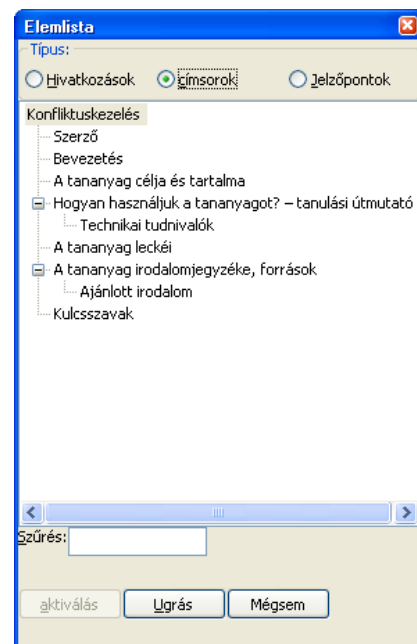 Elemlista
Típus:
Hivatkozások címsorok Jelzőpontok
Konfliktuskezelés
Szerző
Bevezetés
A tananyag célja és tartalma
Hogyan használjuk a tananyagot? – tanulási útmutató
Technikai tudnivalók
A tananyag leckéi
A tananyag irodalomjegyzéke, források
Ajánlott irodalom
Kulcsszavak
Szűrés:
aktiválás Ugrás Mégsem